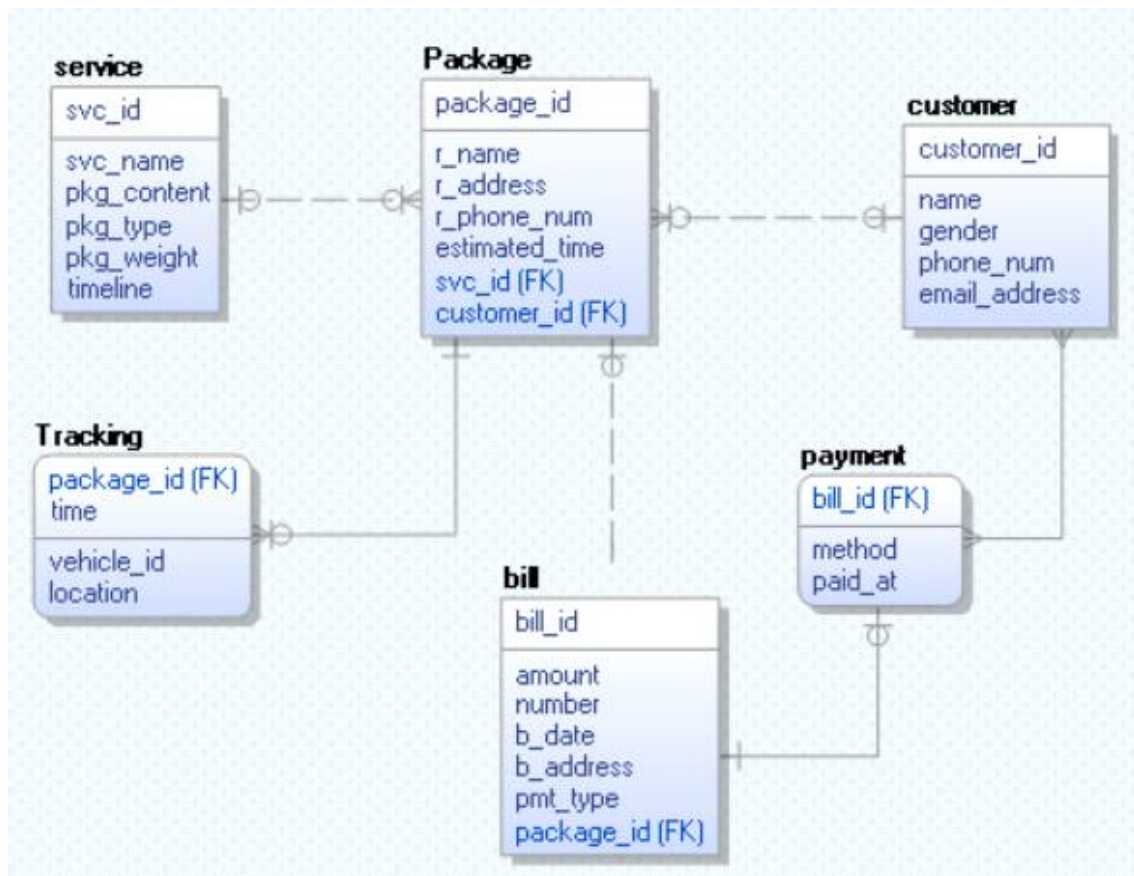 service
svc_id
svc_name
pkg_content
pkg_type
pkg_weight
timeline
Package
package_id
r_name
r_address
r_phone_num
estimated_time
svc_id (FK)
customer_id (FK)
customer
customer_id
name
gender
phone_num
email_address
Tracking
package_id (FK)
time
vehicle_id
location
bill
bill_id
amount
number
b_date
b_address
pmt_type
package_id (FK)
payment
bill_id (FK)
method
paid_at